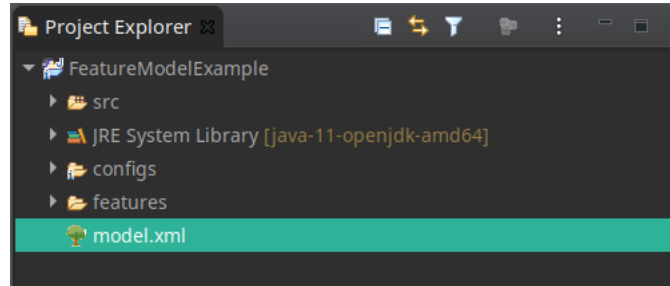 Project Explorer
FeatureModelExample
src
JRE System Library [java-11-openjdk-amd64]
configs
features
model.xml